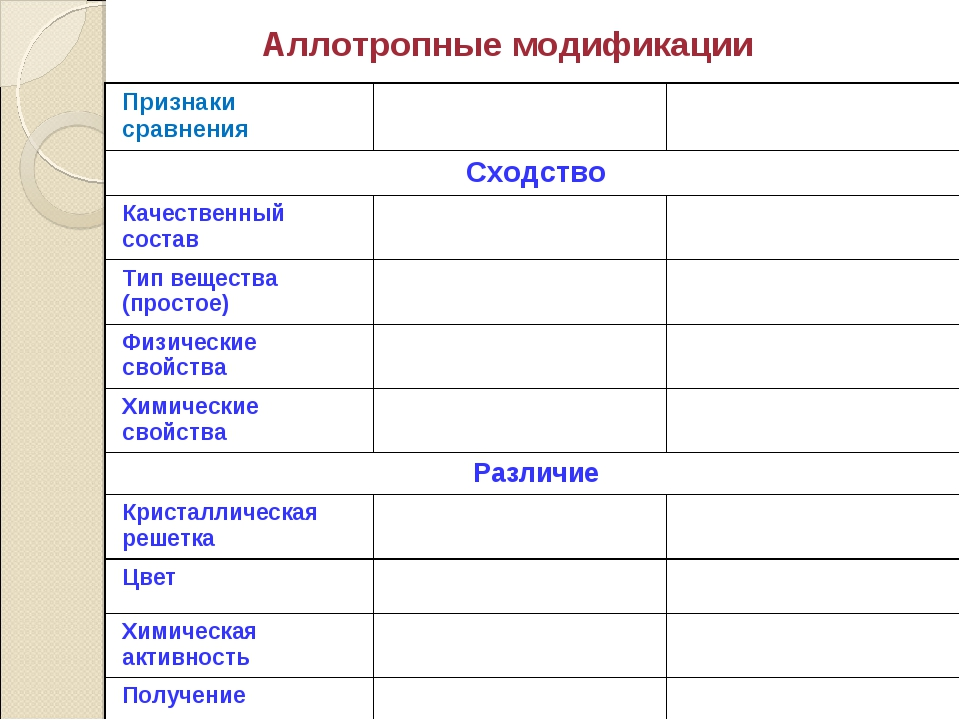 Аллотропные модификации
Признаки
сравнения
Сходство
Качественный
состав
Тип вещества
(простое)
Физические
свойства
Химические
свойства
Различие
Кристаллическая
решетка
Цвет
Химическая
активность
Получение